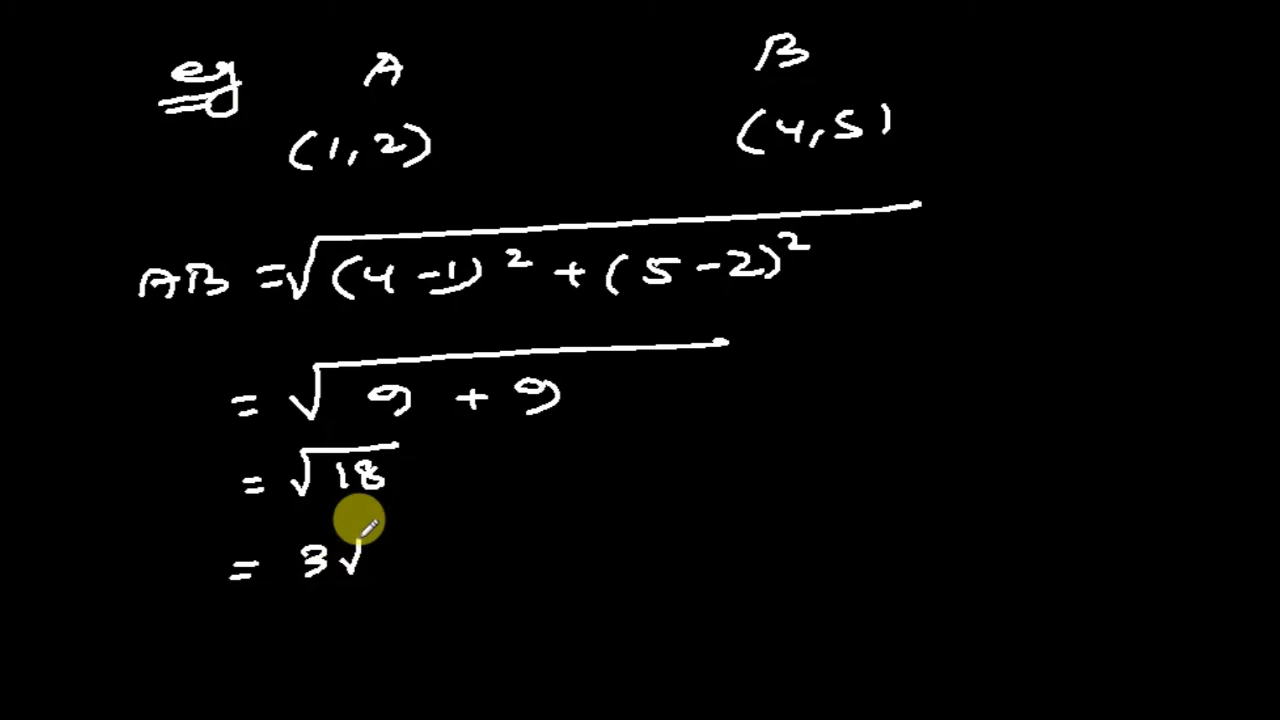 eg A B
(1,2) (4,5)
AB = √(4-1)² + (5-2)²
= √9 + 9
= √18
= 3√